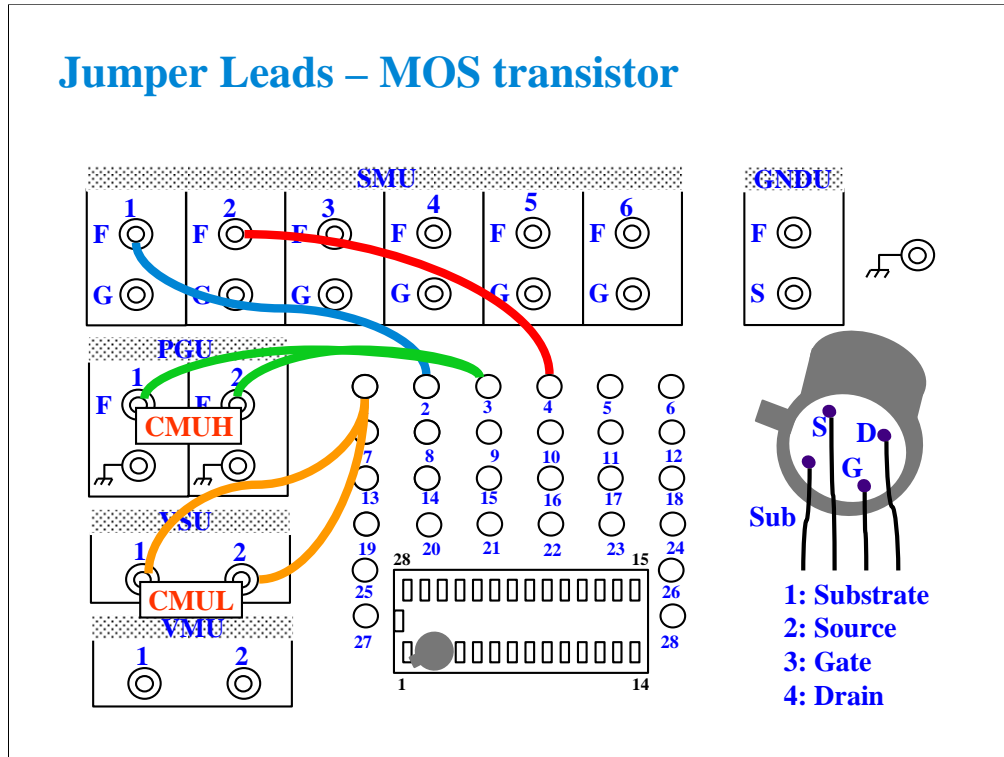 Jumper Leads – MOS transistor
SMU
GNDU
1 2 3 4 5 6
F F F F F F F
G G G G G G S
PGU
1 2
F F
CMUH
2 3 4 5 6
7 8 9 10 11 12
13 14 15 16 17 18
19 20 21 22 23 24
VSU
1 2
CMUL
28 15
25 26
27 28
1 14
VMU
1 2
S D
G
Sub
1: Substrate
2: Source
3: Gate
4: Drain